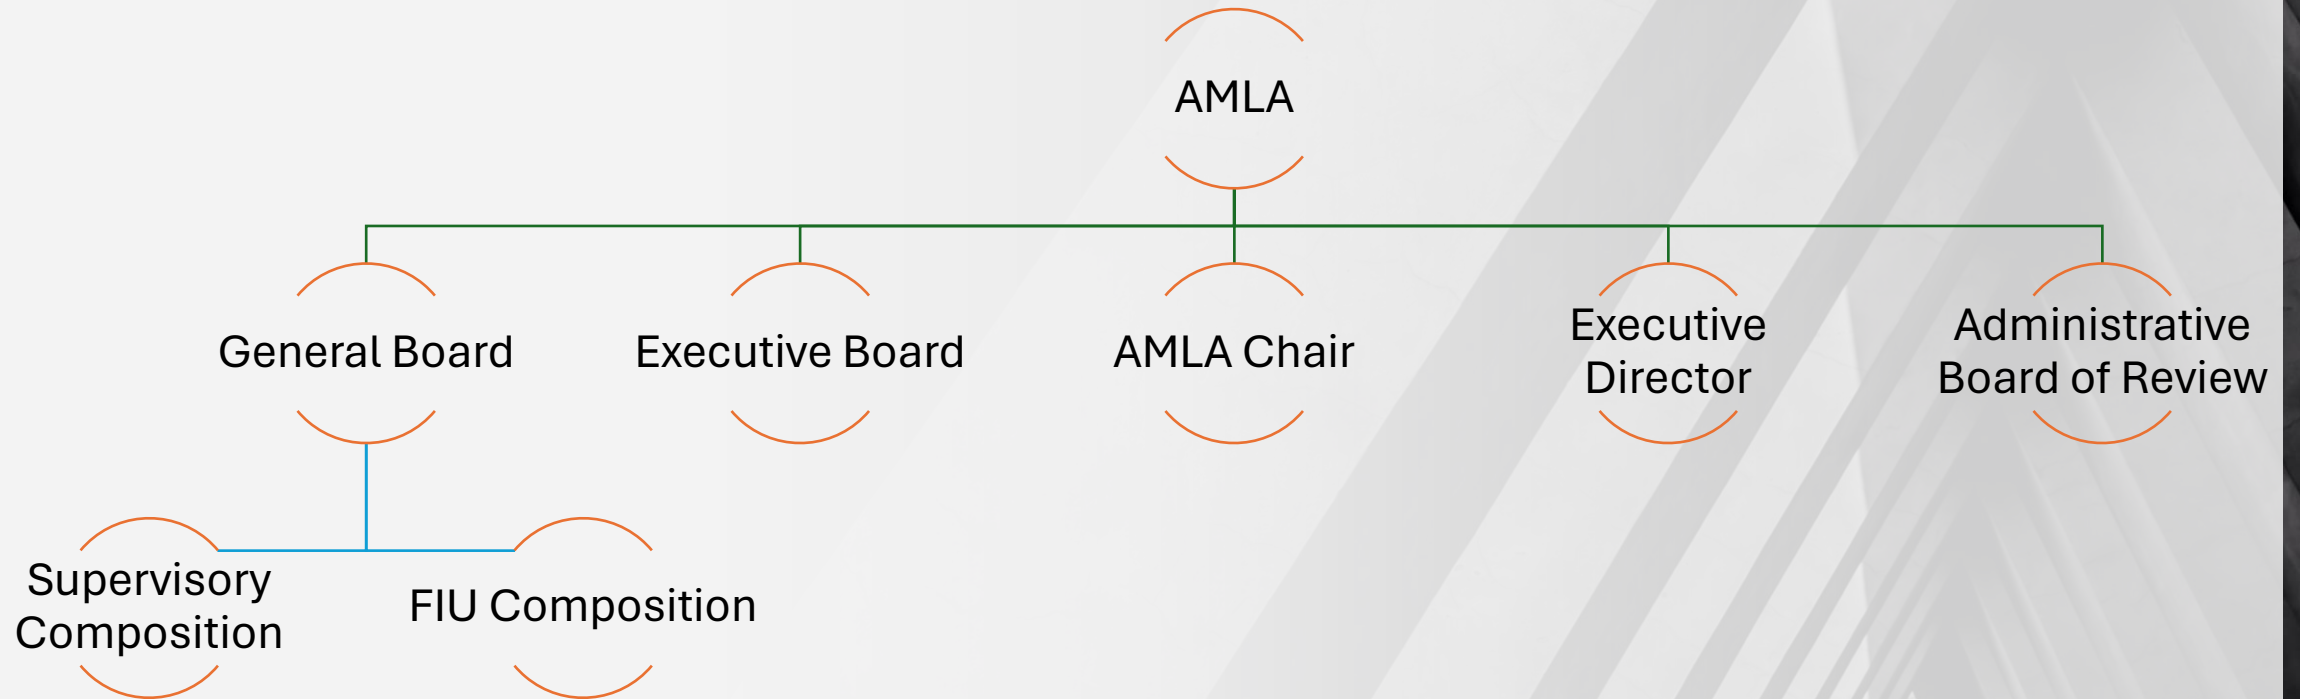 AMLA
General Board
Executive Board
AMLA Chair
Executive
Director
Administrative
Board of Review
Supervisory
Composition
FIU Composition